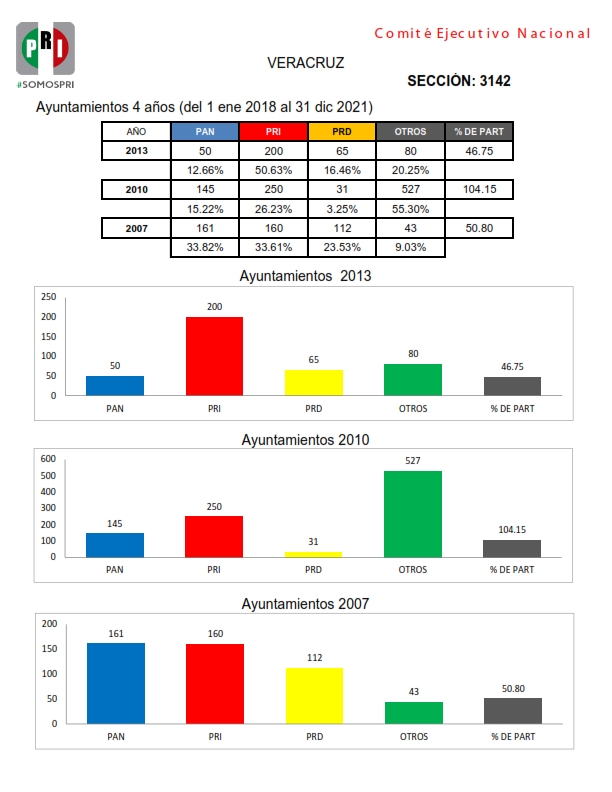 PRI
#SOMOSPRI
Comité Ejecutivo Nacional
VERACRUZ
SECCIÓN: 3142
Ayuntamientos 4 años (del 1 ene 2018 al 31 dic 2021)
AÑO PAN PRI PRD OTROS % DE PART
2013 50 200 65 80 46.75
12.66% 50.63% 16.46% 20.25%
2010 145 250 31 527 104.15
15.22% 26.23% 3.25% 55.30%
2007 161 160 112 43 50.80
33.82% 33.61% 23.53% 9.03%
Ayuntamientos 2013
250
200
150
100
50
0
50 200 65 80 46.75
PAN PRI PRD OTROS % DE PART
Ayuntamientos 2010
600
500
400
300
200
100
0
145 250 31 527 104.15
PAN PRI PRD OTROS % DE PART
Ayuntamientos 2007
200
150
100
50
0
161 160 112 43 50.80
PAN PRI PRD OTROS % DE PART